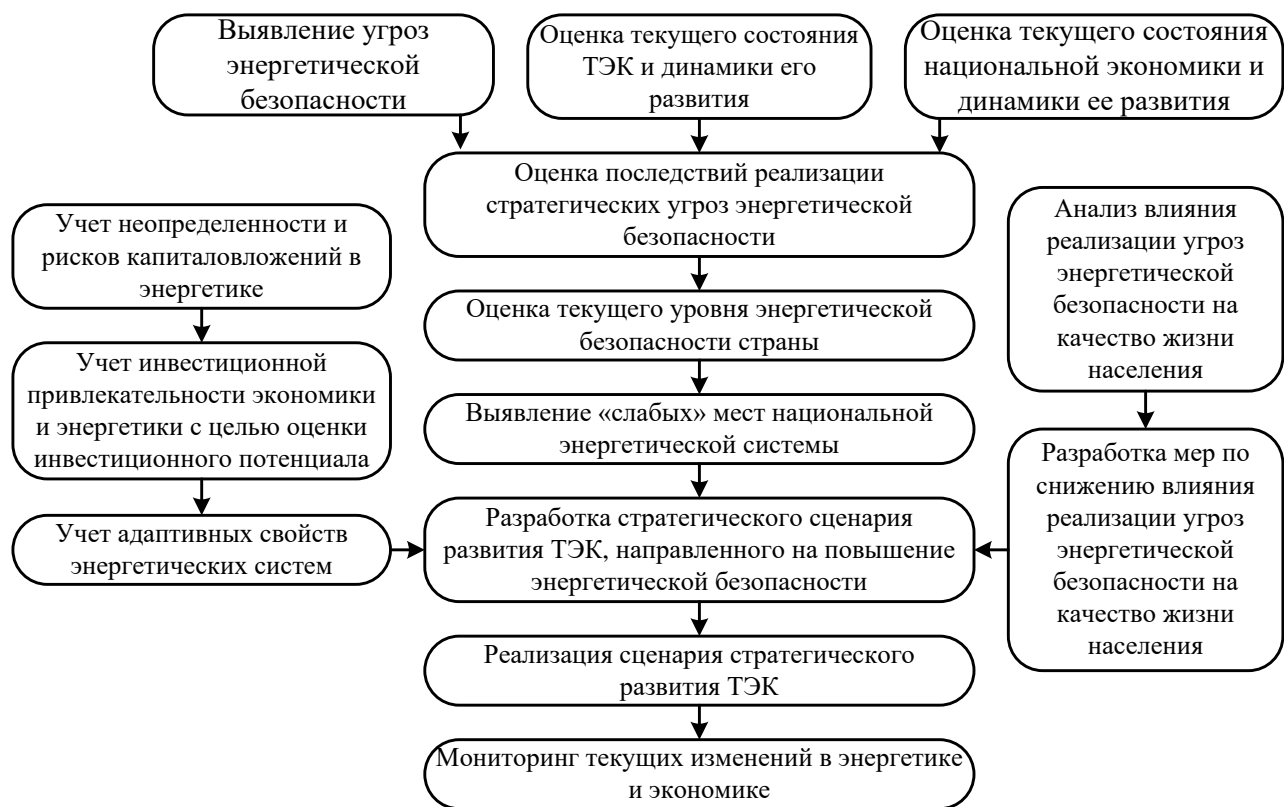 Выявление угроз
энергетической
безопасности
Оценка текущего состояния
ТЭК и динамики его
развития
Оценка текущего состояния
национальной экономики и
динамики ее развития
Оценка последствий реализации
стратегических угроз энергетической
безопасности
Учет неопределенности и
рисков капиталовложений в
энергетике
Анализ влияния
реализации угроз
энергетической
безопасности на
качество жизни
населения
Оценка текущего уровня энергетической
безопасности страны
Учет инвестиционной
привлекательности экономики
и энергетики с целью оценки
инвестиционного потенциала
Выявление «слабых» мест национальной
энергетической системы
Разработка мер по
снижению влияния
реализации угроз
энергетической
безопасности на
качество жизни
населения
Учет адаптивных свойств
энергетических систем
Разработка стратегического сценария
развития ТЭК, направленного на повышение
энергетической безопасности
Реализация сценария стратегического
развития ТЭК
Мониторинг текущих изменений в энергетике
и экономике